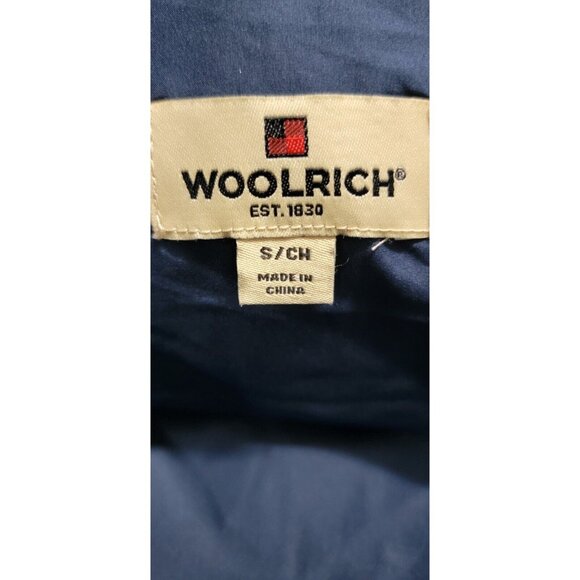 WOOLRICH®
EST. 1830
S/CH
MADE IN
CHINA